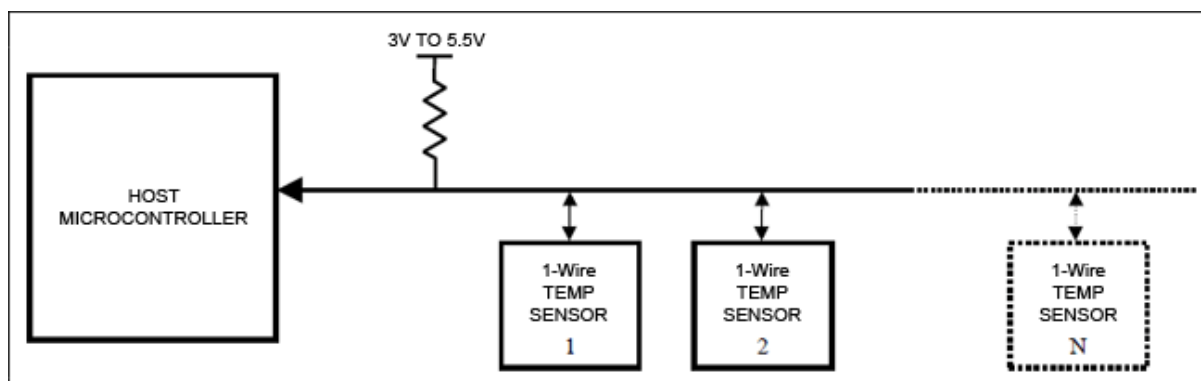 3V TO 5.5V
HOST
MICROCONTROLLER
1-Wire
TEMP
SENSOR
1
1-Wire
TEMP
SENSOR
2
1-Wire
TEMP
SENSOR
N